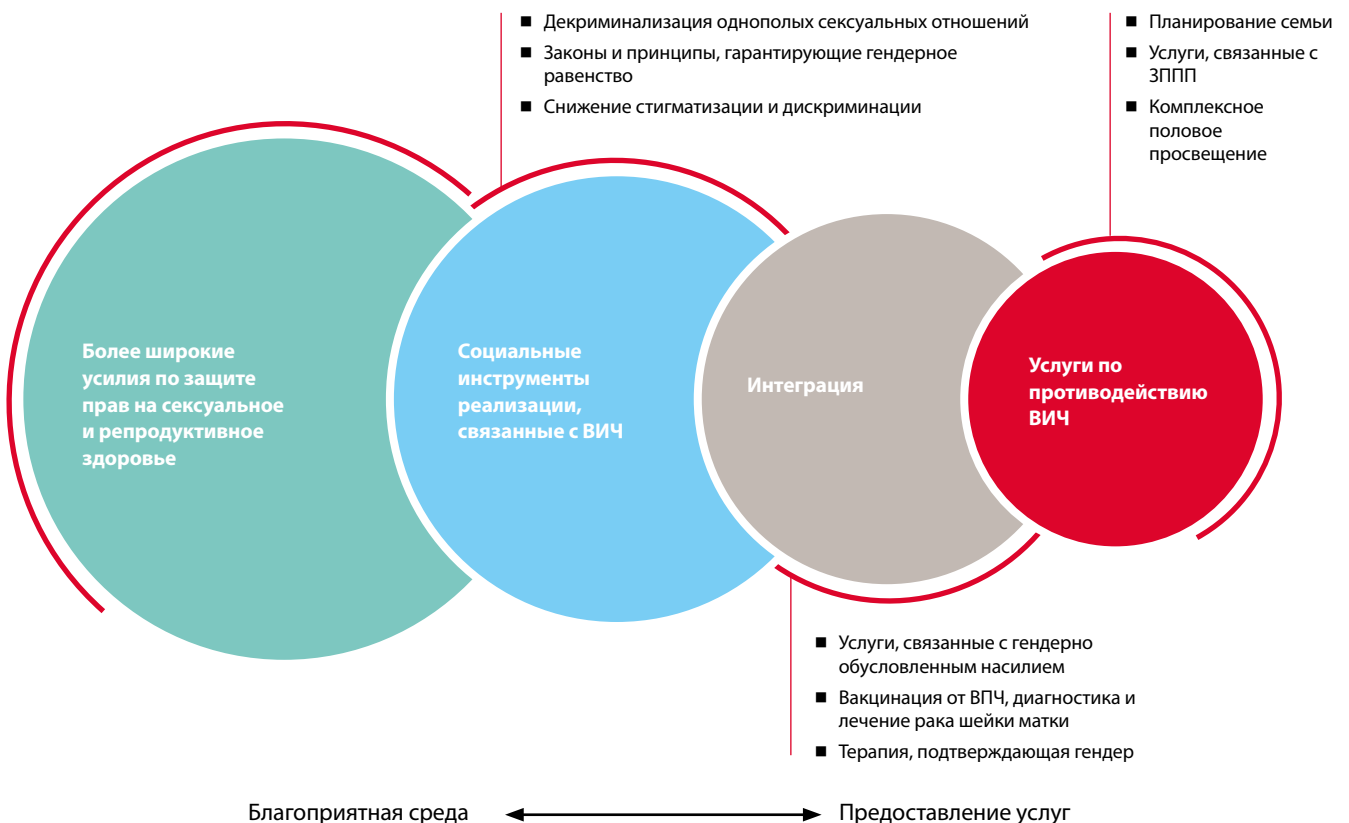 Декриминализация однополых сексуальных отношений
Законы и принципы, гарантирующие гендерное
равенство
Снижение стигматизации и дискриминации
Планирование семьи
Услуги, связанные с
ЗППП
Комплексное
половое
просвещение
Более широкие
усилия по защите
прав на сексуальное
и репродуктивное
здоровье
Социальные
инструменты
реализации,
связанные с ВИЧ
Интеграция
Услуги по
противодействию
ВИЧ
Услуги, связанные с гендерно
обусловленным насилием
Вакцинация от ВПЧ, диагностика и
лечение рака шейки матки
Терапия, подтверждающая гендер
Благоприятная среда
Предоставление услуг